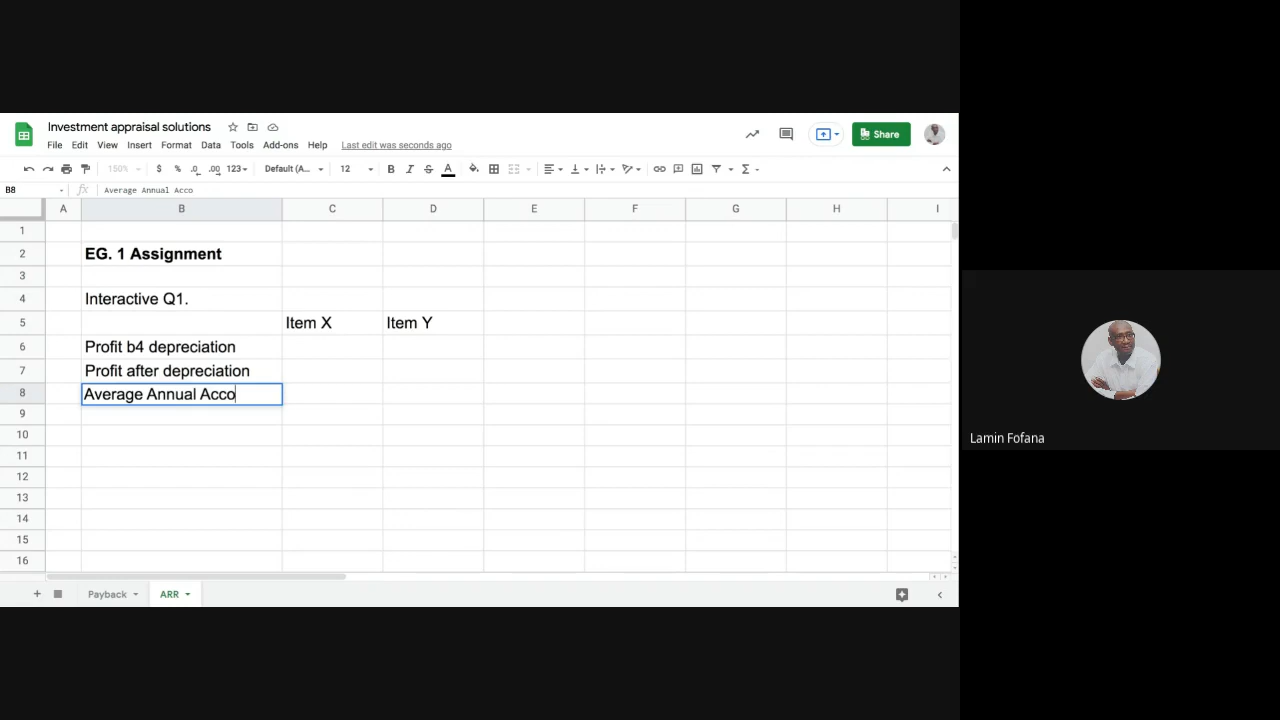 Investment appraisal solutions
File Edit View Insert Format Data Tools Add-ons Help Last edit was seconds ago
Share
150% $ % .0 .00 123 Default (A... 12 B I S A Σ
B8 fx Average Annual Acco
A B C D E F G H I
1
2 EG. 1 Assignment
3
4 Interactive Q1.
5 Item X Item Y
6 Profit b4 depreciation
7 Profit after depreciation
8 Average Annual Acco
9
10
11
12
13
14
15
16
Payback ARR
Lamin Fofana